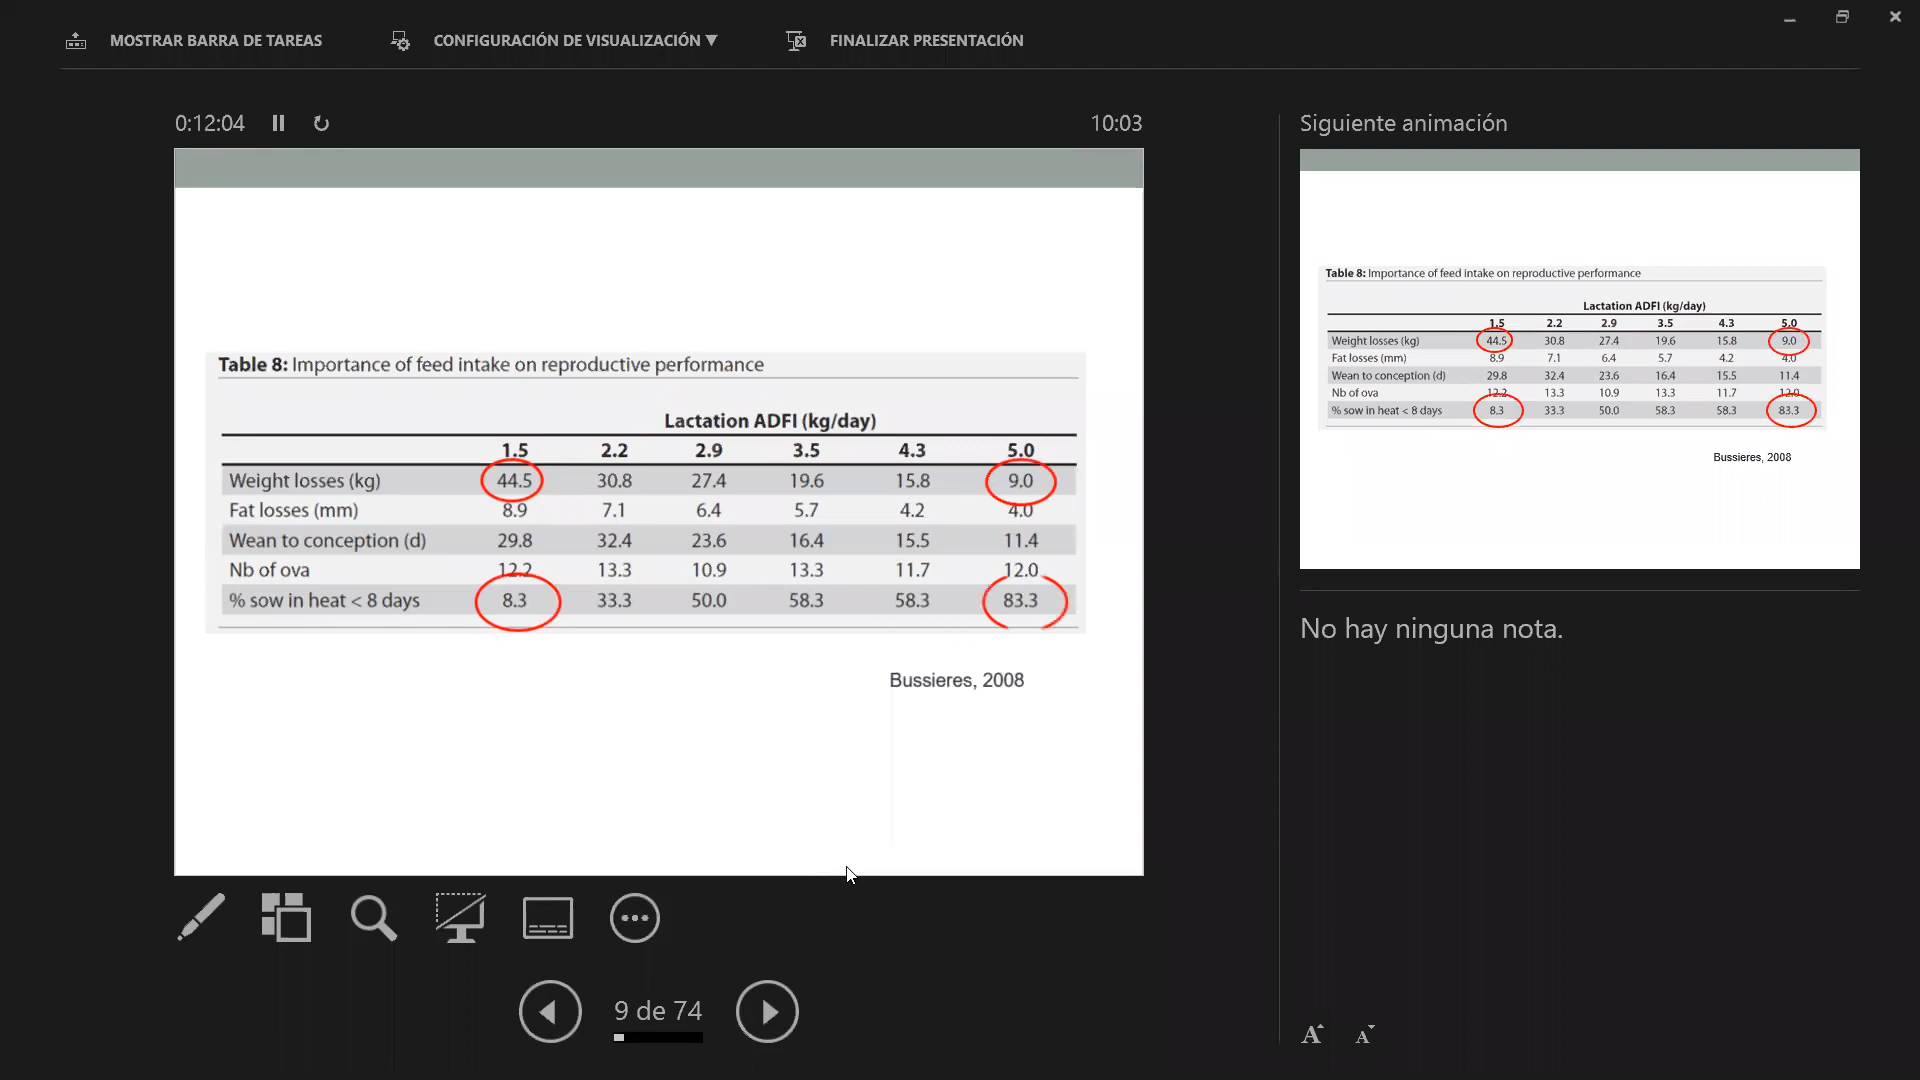 MOSTRAR BARRA DE TAREAS CONFIGURACIÓN DE VISUALIZACIÓN ▼ FINALIZAR PRESENTACIÓN
0:12:04 10:03
Table 8: Importance of feed intake on reproductive performance
Lactation ADFI (kg/day)
1.5 2.2 2.9 3.5 4.3 5.0
Weight losses (kg) 44.5 30.8 27.4 19.6 15.8 9.0
Fat losses (mm) 8.9 7.1 6.4 5.7 4.2 4.0
Wean to conception (d) 29.8 32.4 23.6 16.4 15.5 11.4
Nb of ova 12.2 13.3 10.9 13.3 11.7 12.0
% sow in heat < 8 days 8.3 33.3 50.0 58.3 58.3 83.3
Bussieres, 2008
9 de 74
Siguiente animación
Table 8: Importance of feed intake on reproductive performance
Lactation ADFI (kg/day)
1.5 2.2 2.9 3.5 4.3 5.0
Weight losses (kg) 44.5 30.8 27.4 19.6 15.8 9.0
Fat losses (mm) 8.9 7.1 6.4 5.7 4.2 4.0
Wean to conception (d) 29.8 32.4 23.6 16.4 15.5 11.4
Nb of ova 12.2 13.3 10.9 13.3 11.7 12.0
% sow in heat < 8 days 8.3 33.3 50.0 58.3 58.3 83.3
Bussieres, 2008
No hay ninguna nota.
A A